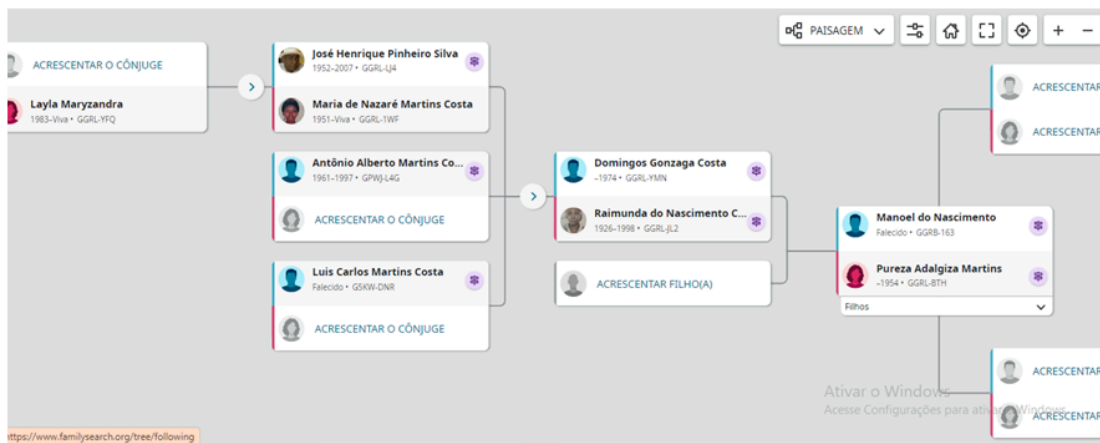 PAISAGEM
ACRESCENTAR O CÔNJUGE
Layla Maryzandra
1983–Viva • GGRL-YFQ
José Henrique Pinheiro Silva
1952–2007 • GGRL-LJ4
Maria de Nazaré Martins Costa
1951–Viva • GGRL-1WF
Antônio Alberto Martins Co...
1961–1997 • GPWJ-L4G
ACRESCENTAR O CÔNJUGE
Luis Carlos Martins Costa
Falecido • G5KW-DNR
ACRESCENTAR O CÔNJUGE
Domingos Gonzaga Costa
–1974 • GGRL-YMN
Raimunda do Nascimento C...
1926–1998 • GGRL-JL2
ACRESCENTAR FILHO(A)
Manoel do Nascimento
Falecido • GGRB-163
Pureza Adalgiza Martins
–1954 • GGRL-BTH
Filhos
ACRESCENTAR
ACRESCENTAR
ACRESCENTAR
ACRESCENTAR
Ativar o Windows
Acesse Configurações para ativar o Windows.
https://www.familysearch.org/tree/following